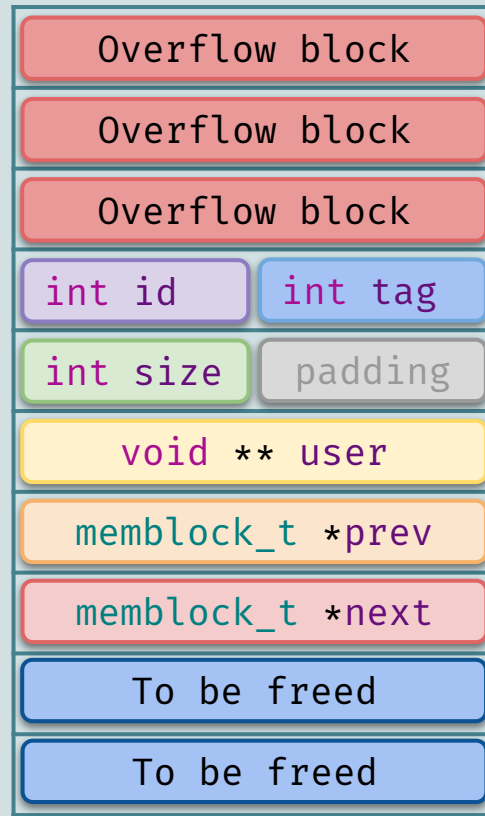 Overflow block
Overflow block
Overflow block
int id int tag
int size padding
void ** user
memblock_t *prev
memblock_t *next
To be freed
To be freed